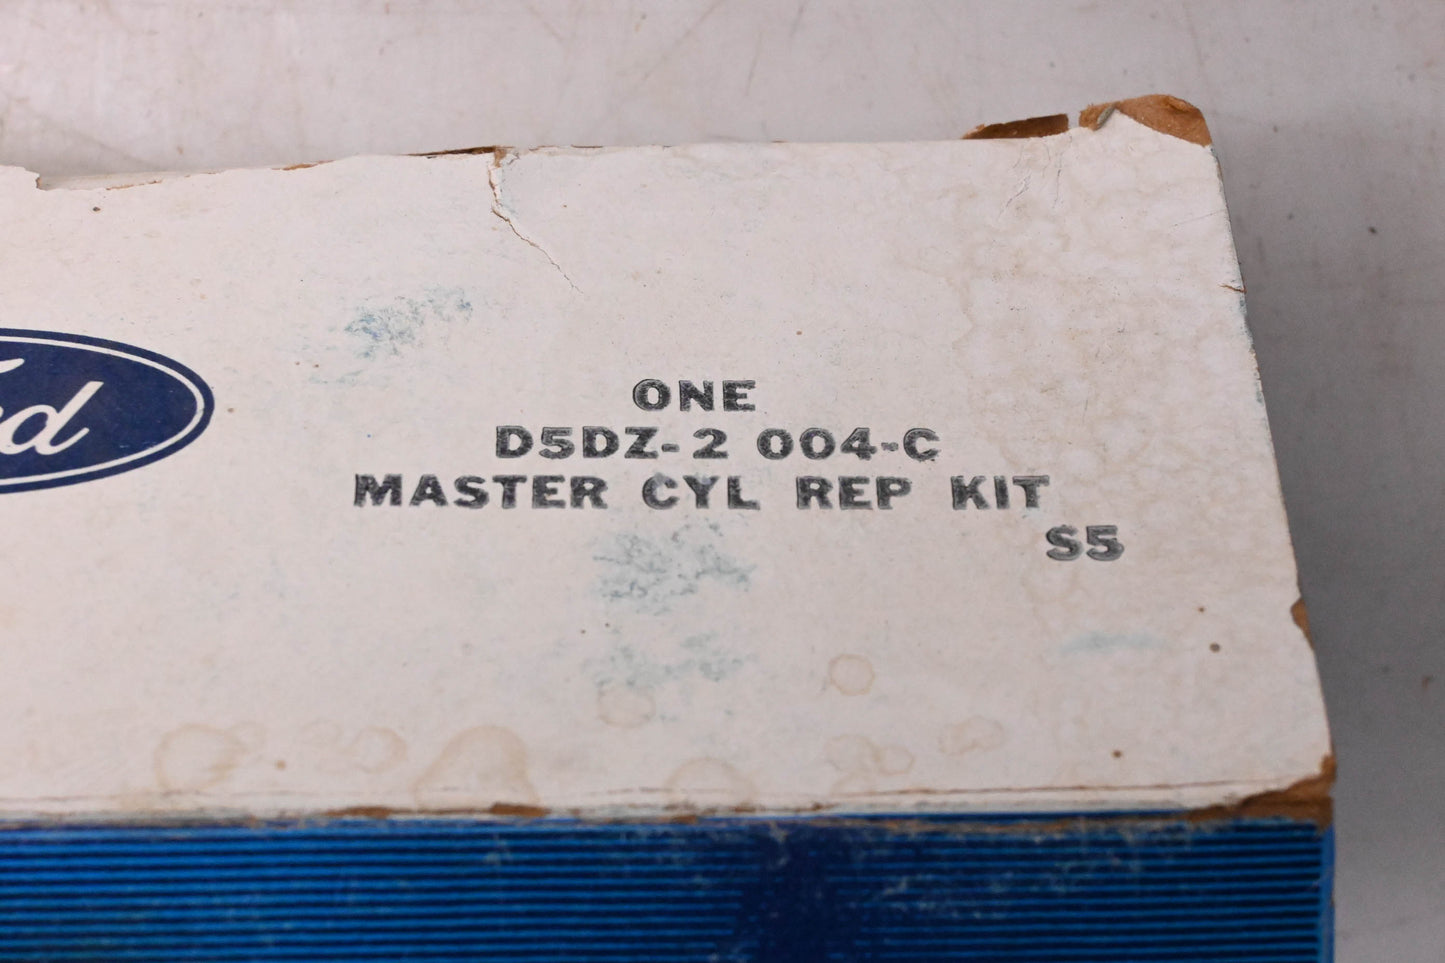 ONE
D5DZ-2 004-C
MASTER CYL REP KIT
S5